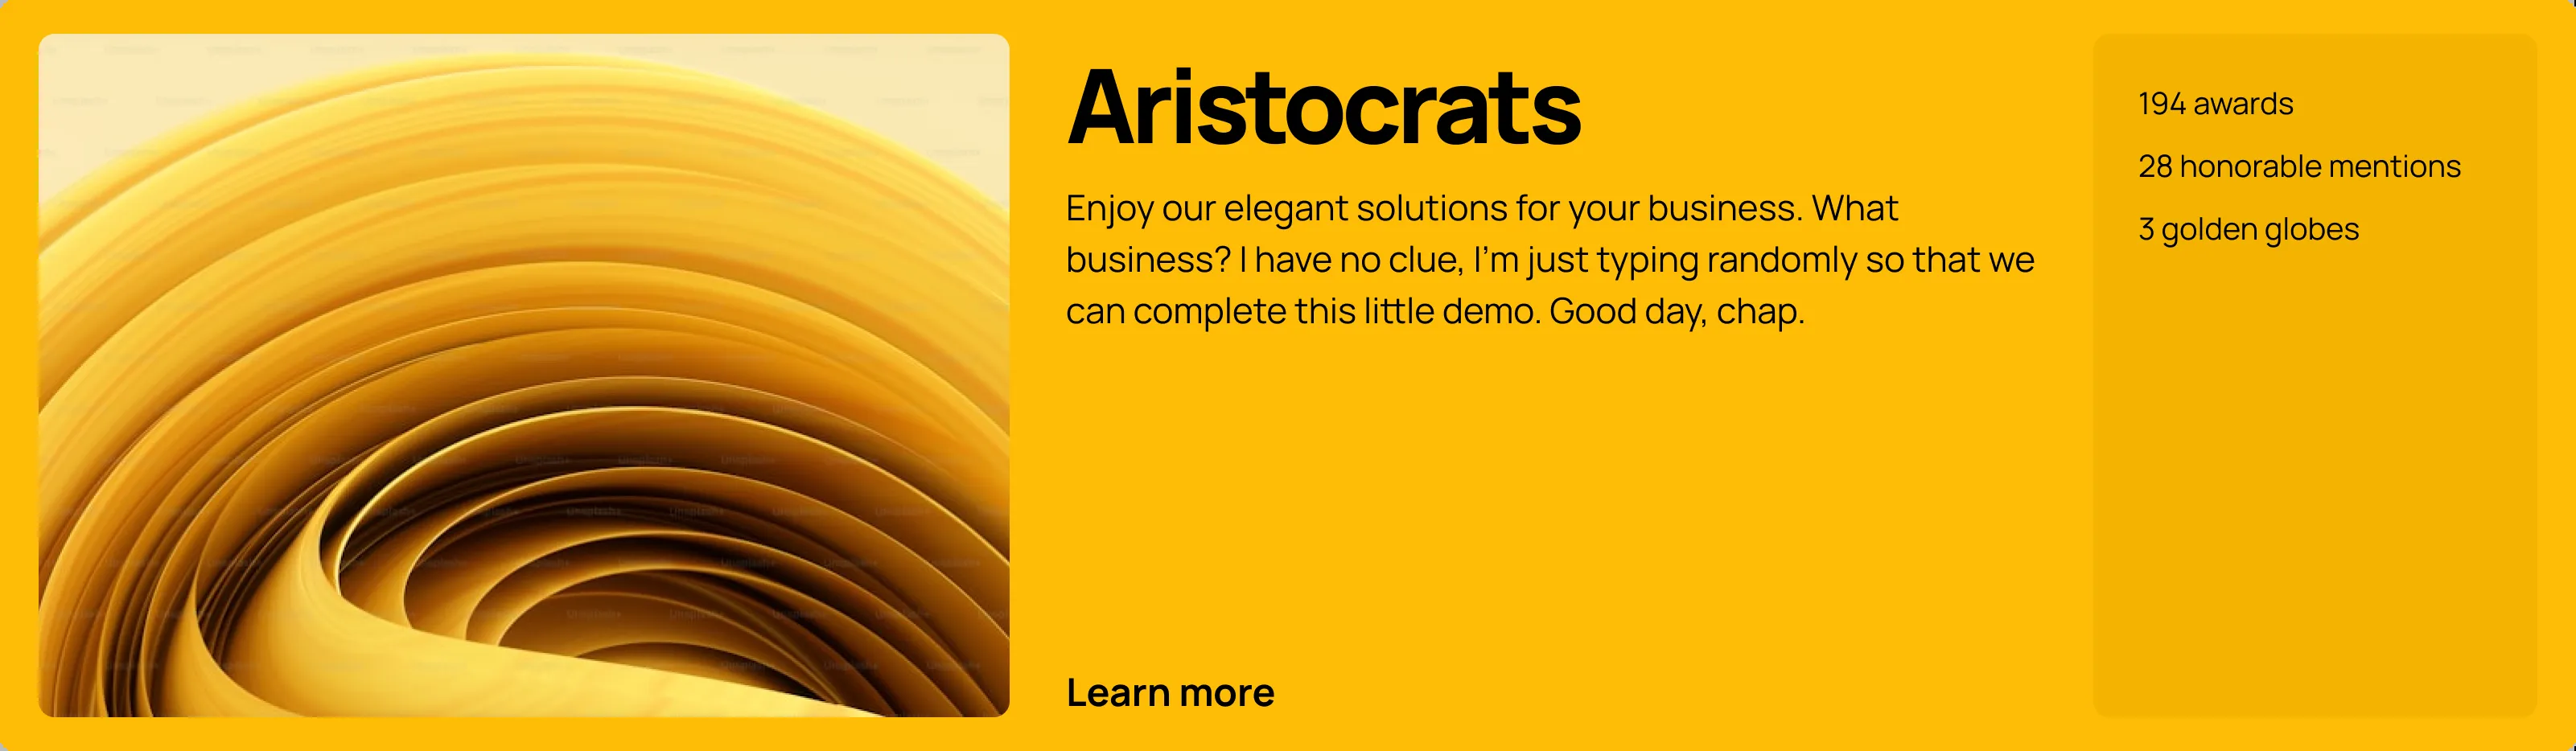 Aristocrats
Enjoy our elegant solutions for your business. What
business? I have no clue, I'm just typing randomly so that we
can complete this little demo. Good day, chap.
Learn more
194 awards
28 honorable mentions
3 golden globes
Unsplash+